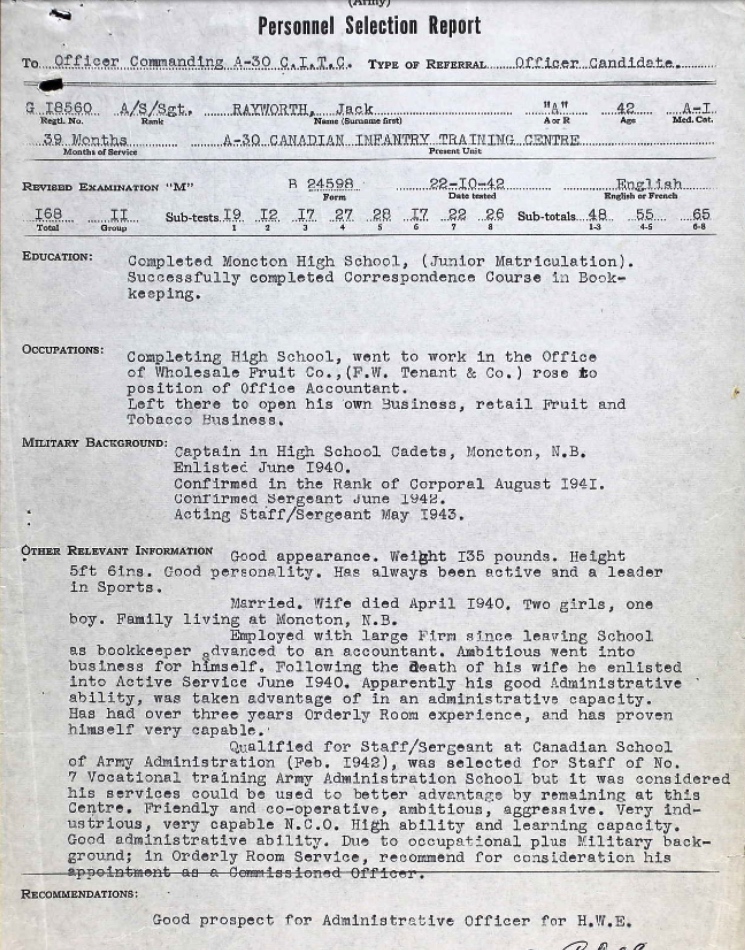 (Army)
Personnel Selection Report
To Officer Commanding A-30 C.I.T.C. TYPE OF REFERRAL Officer Candidate.
G I8560 A/S/Sgt. RAYWORTH, Jack "A" 42 A-I
Regtl. No. Rank Name (Surname first) A or R Age Med. Cat.
39 Months A-30 CANADIAN INFANTRY TRAINING CENTRE
Months of Service Present Unit
REVISED EXAMINATION "M" B 24598 22-I0-42 English
Form Date tested English or French
I68 II Sub-tests I9 I2 I7 27 28 I7 22 26 Sub-totals 48 55 65
Total Group 1 2 3 4 5 6 7 8 1-3 4-5 6-8
EDUCATION: Completed Moncton High School, (Junior Matriculation).
Successfully completed Correspondence Course in Book-
keeping.
OCCUPATIONS: Completing High School, went to work in the Office
of Wholesale Fruit Co.,(F.W. Tenant & Co.) rose to
position of Office Accountant.
Left there to open his own Business, retail Fruit and
Tobacco Business.
MILITARY BACKGROUND: Captain in High School Cadets, Moncton, N.B.
Enlisted June I940.
Confirmed in the Rank of Corporal August I94I.
Confirmed Sergeant June I942.
Acting Staff/Sergeant May I943.
OTHER RELEVANT INFORMATION Good appearance. Weight I35 pounds. Height
5ft 6ins. Good personality. Has always been active and a leader
in Sports.
Married. Wife died April I940. Two girls, one
boy. Family living at Moncton, N.B.
Employed with large Firm since leaving School
as bookkeeper advanced to an accountant. Ambitious went into
business for himself. Following the death of his wife he enlisted
into Active Service June I940. Apparently his good Administrative
ability, was taken advantage of in an administrative capacity.
Has had over three years Orderly Room experience, and has proven
himself very capable.
Qualified for Staff/Sergeant at Canadian School
of Army Administration (Feb. I942), was selected for Staff of No.
7 Vocational training Army Administration School but it was considered
his services could be used to better advantage by remaining at this
Centre. Friendly and co-operative, ambitious, aggressive. Very ind-
ustrious, very capable N.C.O. High ability and learning capacity.
Good administrative ability. Due to occupational plus Military back-
ground; in Orderly Room Service, recommend for consideration his
appointment as a Commissioned Officer.
RECOMMENDATIONS:
Good prospect for Administrative Officer for H.W.E.